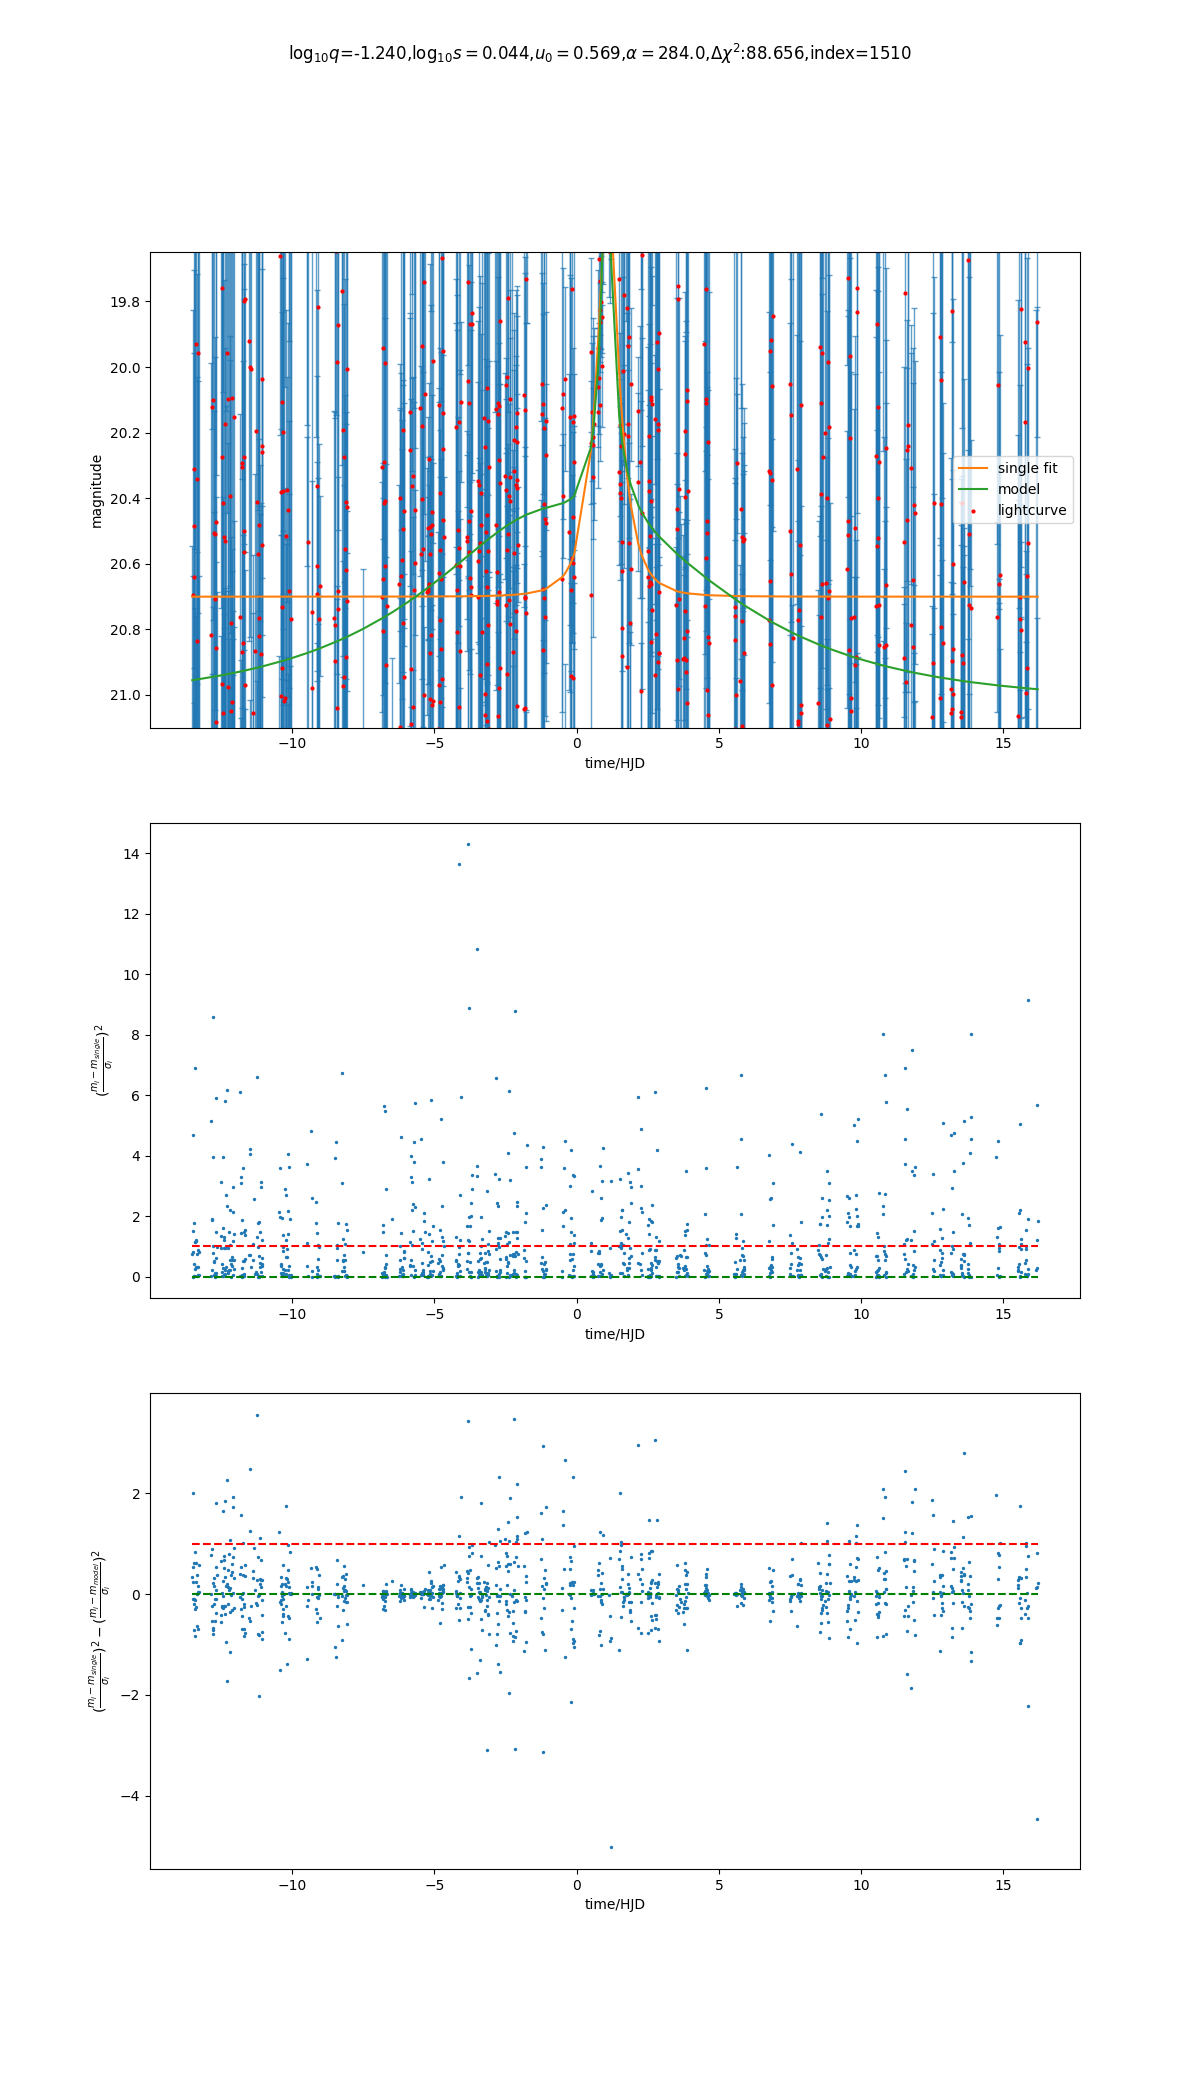 log₁₀q=-1.240,log₁₀s = 0.044,u₀ = 0.569,α = 284.0,Δχ²:88.656,index=1510
19.8
20.0
20.2
20.4
20.6
20.8
21.0
magnitude
single fit
model
lightcurve
−10 −5 0 5 10 15
time/HJD
14
12
10
8
6
4
2
0
((mᵢ − m_single)/σᵢ)²
−10 −5 0 5 10 15
time/HJD
2
0
−2
−4
((mᵢ − m_single)/σᵢ)² − ((mᵢ − m_model)/σᵢ)²
−10 −5 0 5 10 15
time/HJD